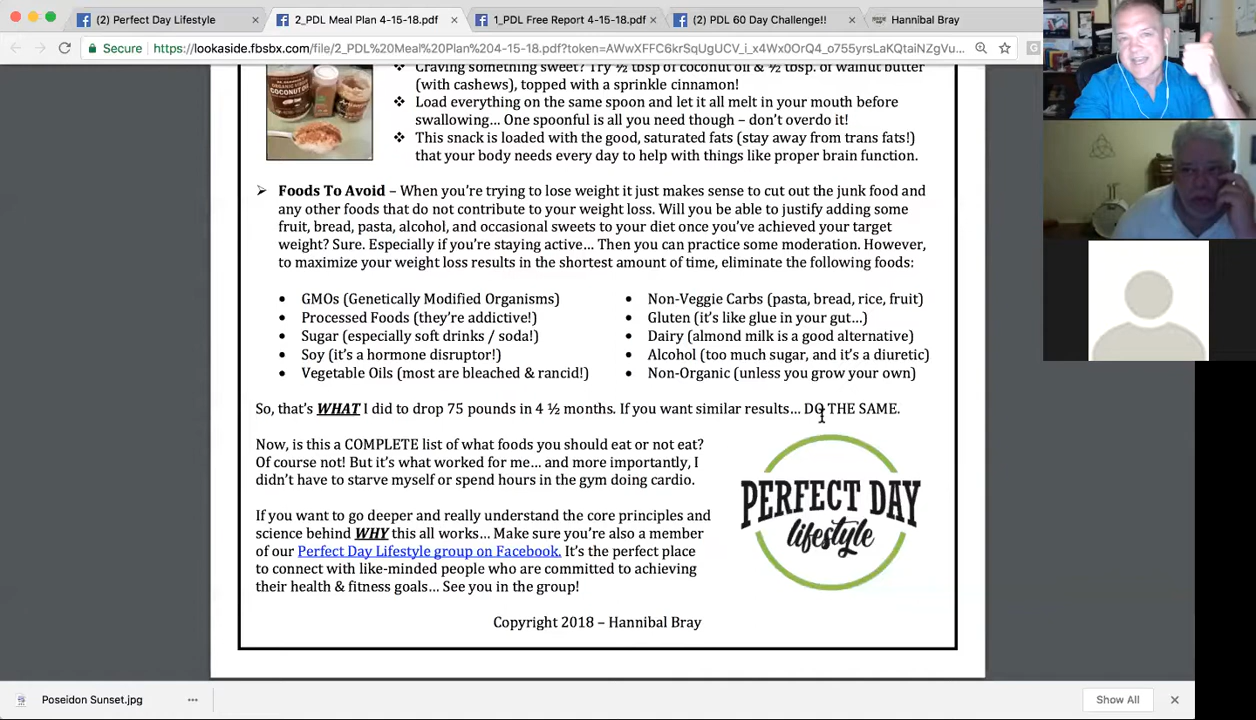 (2) Perfect Day Lifestyle
2_PDL Meal Plan 4-15-18.pdf
1_PDL Free Report 4-15-18.pdf
(2) PDL 60 Day Challenge!!
Hannibal Bray
Secure https://lookaside.fbsbx.com/file/2_PDL%20Meal%20Plan%204-15-18.pdf?token=AWwXFFC6krSqUgUCV_i_x4Wx0OrQ4_o755yrsLaKQtaiNZgVu...
❖ Craving something sweet? Try ½ tbsp of coconut oil & ½ tbsp. of walnut butter
(with cashews), topped with a sprinkle cinnamon!
❖ Load everything on the same spoon and let it all melt in your mouth before
swallowing… One spoonful is all you need though – don't overdo it!
❖ This snack is loaded with the good, saturated fats (stay away from trans fats!)
that your body needs every day to help with things like proper brain function.
COCONUT OIL
➢ Foods To Avoid – When you're trying to lose weight it just makes sense to cut out the junk food and
any other foods that do not contribute to your weight loss. Will you be able to justify adding some
fruit, bread, pasta, alcohol, and occasional sweets to your diet once you've achieved your target
weight? Sure. Especially if you're staying active… Then you can practice some moderation. However,
to maximize your weight loss results in the shortest amount of time, eliminate the following foods:
• GMOs (Genetically Modified Organisms)
• Processed Foods (they're addictive!)
• Sugar (especially soft drinks / soda!)
• Soy (it's a hormone disruptor!)
• Vegetable Oils (most are bleached & rancid!)
• Non-Veggie Carbs (pasta, bread, rice, fruit)
• Gluten (it's like glue in your gut…)
• Dairy (almond milk is a good alternative)
• Alcohol (too much sugar, and it's a diuretic)
• Non-Organic (unless you grow your own)
So, that's WHAT I did to drop 75 pounds in 4 ½ months. If you want similar results… DO THE SAME.
Now, is this a COMPLETE list of what foods you should eat or not eat?
Of course not! But it's what worked for me… and more importantly, I
didn't have to starve myself or spend hours in the gym doing cardio.
If you want to go deeper and really understand the core principles and
science behind WHY this all works… Make sure you're also a member
of our Perfect Day Lifestyle group on Facebook. It's the perfect place
to connect with like-minded people who are committed to achieving
their health & fitness goals… See you in the group!
PERFECT DAY
lifestyle
Copyright 2018 – Hannibal Bray
Poseidon Sunset.jpg
Show All